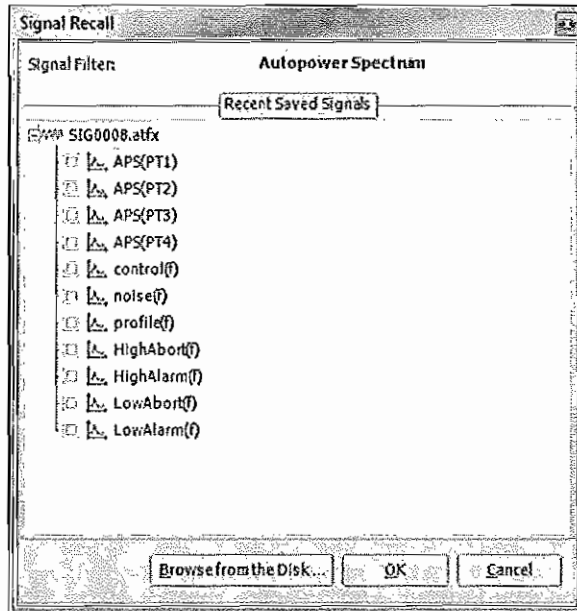 Signal Recall
Signal Filter: Autopower Spectrum
Recent Saved Signals
SIG0008.atfx
APS(PT1)
APS(PT2)
APS(PT3)
APS(PT4)
control(f)
noise(f)
profile(f)
HighAbort(f)
HighAlarm(f)
LowAbort(f)
LowAlarm(f)
Browse from the Disk... OK Cancel